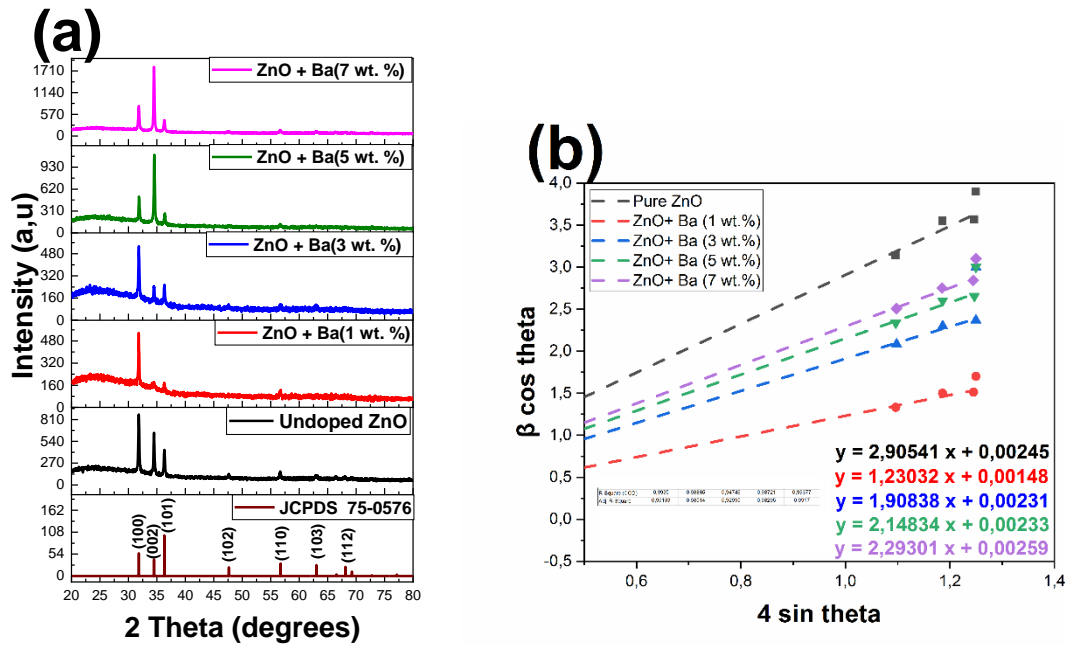 (a)
ZnO + Ba(7 wt. %)
1710
1140
570
0
ZnO + Ba(5 wt. %)
930
620
310
0
ZnO + Ba(3 wt. %)
480
320
160
0
ZnO + Ba(1 wt. %)
480
320
160
0
Undoped ZnO
810
540
270
0
JCPDS 75-0576
162
108
54
0
(100)
(002)
(101)
(102)
(110)
(103)
(112)
20 25 30 35 40 45 50 55 60 65 70 75 80
2 Theta (degrees)
Intensity (a,u)
(b)
4,0
3,5
3,0
2,5
2,0
1,5
1,0
0,5
0,0
-0,5
Pure ZnO
ZnO+ Ba (1 wt.%)
ZnO+ Ba (3 wt.%)
ZnO+ Ba (5 wt.%)
ZnO+ Ba (7 wt.%)
y = 2,90541 x + 0,00245
y = 1,23032 x + 0,00148
y = 1,90838 x + 0,00231
y = 2,14834 x + 0,00233
y = 2,29301 x + 0,00259
0,6 0,8 1,0 1,2 1,4
4 sin theta
β cos theta